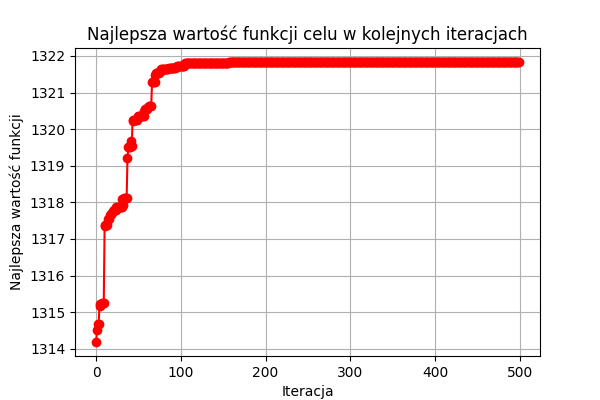 Najlepsza wartość funkcji celu w kolejnych iteracjach
1322
1321
1320
1319
1318
1317
1316
1315
1314
Najlepsza wartość funkcji
0 100 200 300 400 500
Iteracja